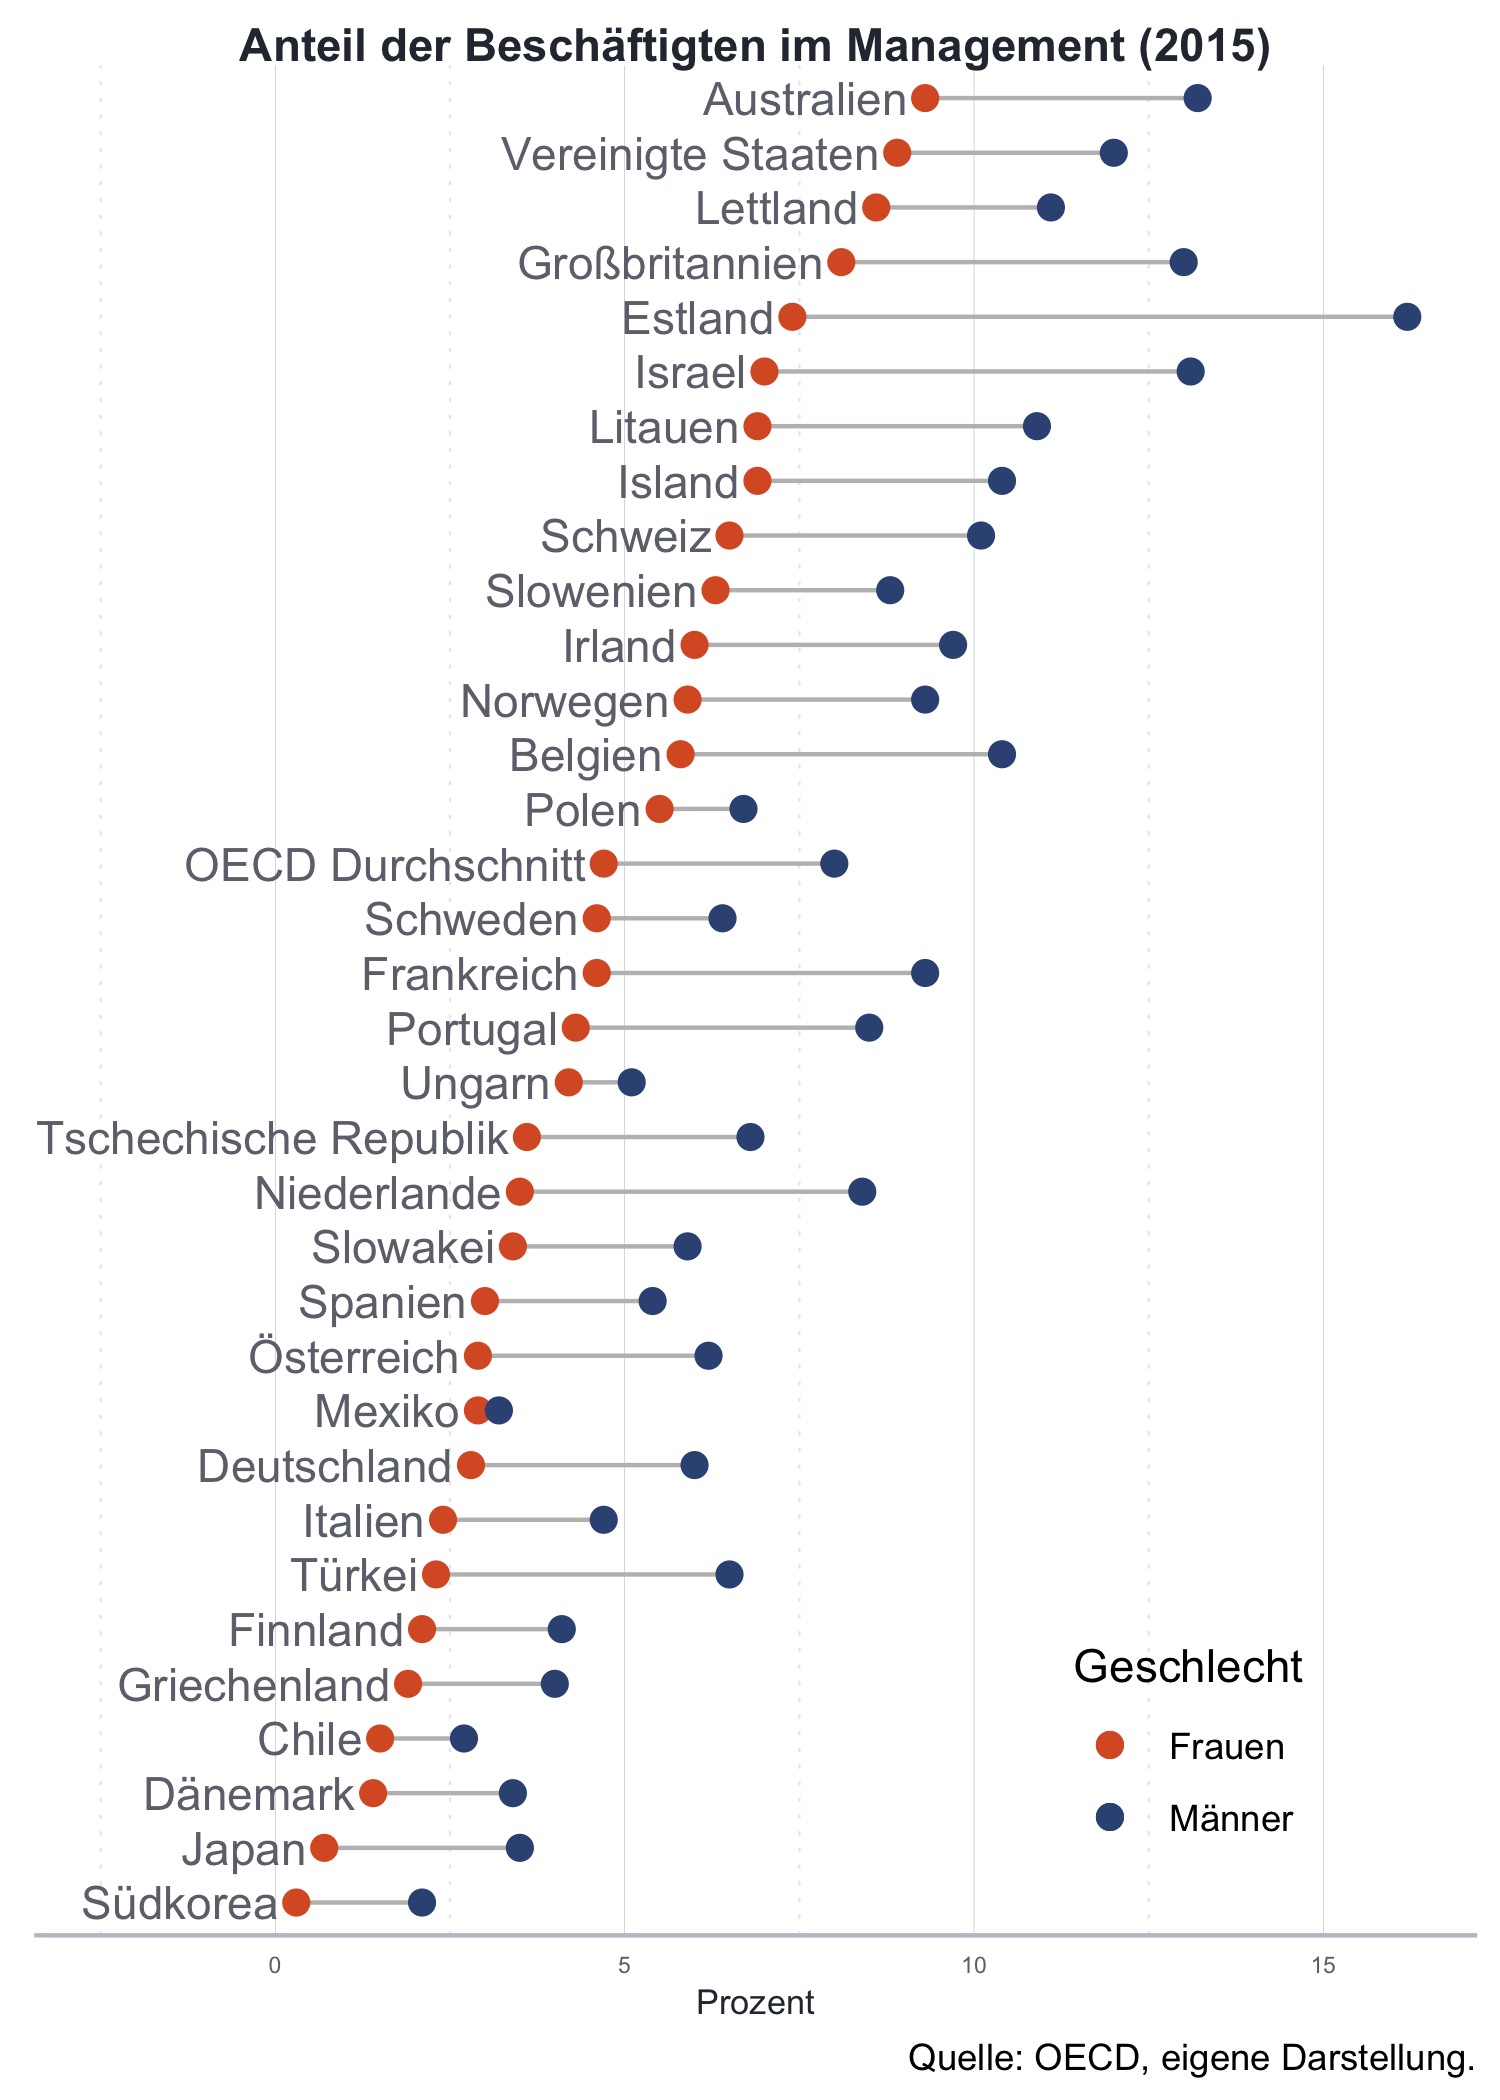 Anteil der Beschäftigten im Management (2015)
Australien
Vereinigte Staaten
Lettland
Großbritannien
Estland
Israel
Litauen
Island
Schweiz
Slowenien
Irland
Norwegen
Belgien
Polen
OECD Durchschnitt
Schweden
Frankreich
Portugal
Ungarn
Tschechische Republik
Niederlande
Slowakei
Spanien
Österreich
Mexiko
Deutschland
Italien
Türkei
Finnland
Griechenland
Chile
Dänemark
Japan
Südkorea
Geschlecht
Frauen
Männer
0 5 10 15
Prozent
Quelle: OECD, eigene Darstellung.